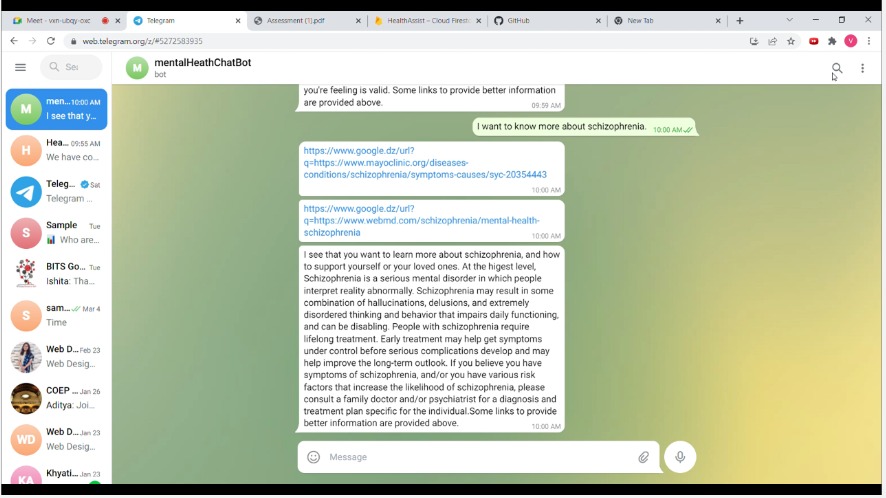 Meet - vxn-ubqy-oxc
Telegram
Assessment (1).pdf
HealthAssist – Cloud Firest
GitHub
New Tab
web.telegram.org/z/#5272583935
V
Se
M
mentalHeathChatBot
bot
M
men... 10:00 AM
I see that y...
H
Hea... 09:55 AM
We have co...
Teleg... Sat
Telegram ...
S
Sample Tue
Who are...
BITS Go... Tue
Ishita: Tha...
S
sam... Mar 4
Time
Web D... Feb 23
Web Desig...
COEP ... Jan 26
Aditya: Joi...
WD
Web D... Jan 23
Web Desig...
KA
Khyati... Jan 23
you're feeling is valid. Some links to provide better information
are provided above. 09:59 AM
I want to know more about schizophrenia. 10:00 AM
https://www.google.dz/url?
q=https://www.mayoclinic.org/diseases-
conditions/schizophrenia/symptoms-causes/syc-20354443
10:00 AM
https://www.google.dz/url?
q=https://www.webmd.com/schizophrenia/mental-health-
schizophrenia 10:00 AM
I see that you want to learn more about schizophrenia, and how
to support yourself or your loved ones. At the higest level,
Schizophrenia is a serious mental disorder in which people
interpret reality abnormally. Schizophrenia may result in some
combination of hallucinations, delusions, and extremely
disordered thinking and behavior that impairs daily functioning,
and can be disabling. People with schizophrenia require
lifelong treatment. Early treatment may help get symptoms
under control before serious complications develop and may
help improve the long-term outlook. If you believe you have
symptoms of schizophrenia, and/or you have various risk
factors that increase the likelihood of schizophrenia, please
consult a family doctor and/or psychiatrist for a diagnosis and
treatment plan specific for the individual.Some links to provide
better information are provided above. 10:00 AM
Message